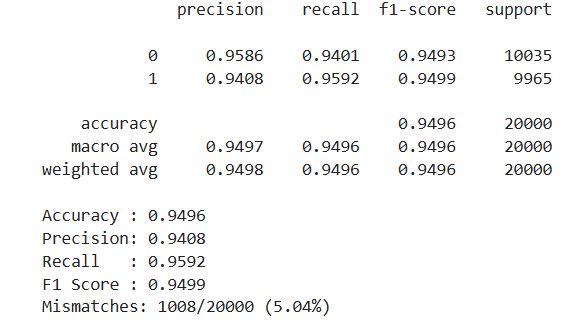 precision recall f1-score support
0 0.9586 0.9401 0.9493 10035
1 0.9408 0.9592 0.9499 9965
accuracy 0.9496 20000
macro avg 0.9497 0.9496 0.9496 20000
weighted avg 0.9498 0.9496 0.9496 20000
Accuracy : 0.9496
Precision: 0.9408
Recall : 0.9592
F1 Score : 0.9499
Mismatches: 1008/20000 (5.04%)